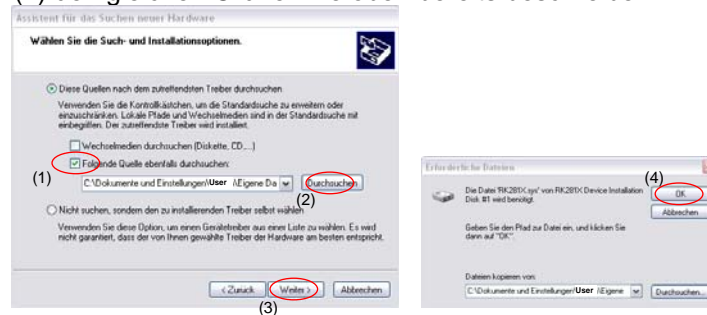 Assistent für das Suchen neuer Hardware
Wählen Sie die Such- und Installationsoptionen.
Diese Quellen nach dem zutreffendsten Treiber durchsuchen
Verwenden Sie die Kontrollkästchen, um die Standardsuche zu erweitern oder
einzuschränken. Lokale Pfade und Wechselmedien sind in der Standardsuche mit
einbegriffen. Der zutreffendste Treiber wird installiert.
Wechselmedien durchsuchen (Diskette, CD,...)
(1)
Folgende Quelle ebenfalls durchsuchen:
C:\Dokumente und Einstellungen\User \Eigene Da
Durchsuchen
(2)
Nicht suchen, sondern den zu installierenden Treiber selbst wählen
Verwenden Sie diese Option, um einen Gerätetreiber aus einer Liste zu wählen. Es wird
nicht garantiert, dass der von Ihnen gewählte Treiber der Hardware am besten entspricht.
< Zurück
Weiter >
Abbrechen
(3)
Erforderliche Dateien
(4)
Die Datei 'RK281X.sys' von RK281X Device Installation
Disk #1 wird benötigt.
OK
Abbrechen
Geben Sie den Pfad zur Datei ein, und klicken Sie
dann auf "OK".
Dateien kopieren von:
C:\Dokumente und Einstellungen\User \Eigene
Durchsuchen...